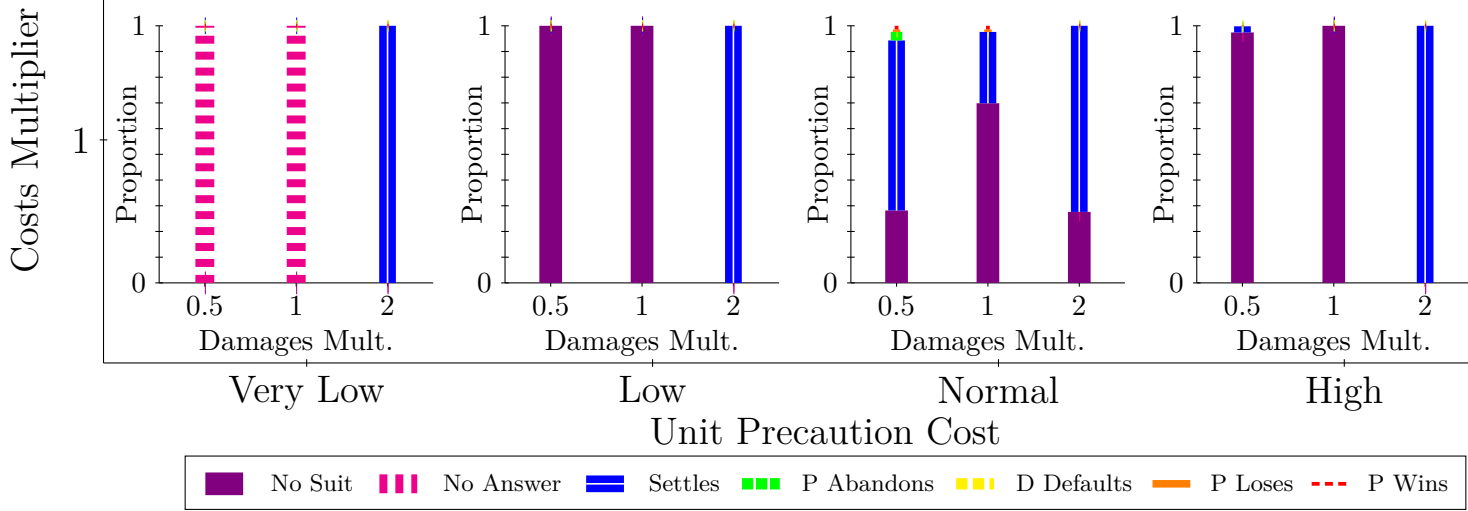 Costs Multiplier
1
Proportion
1
0
0.5 1 2
Damages Mult.
Proportion
1
0
0.5 1 2
Damages Mult.
Proportion
1
0
0.5 1 2
Damages Mult.
Proportion
1
0
0.5 1 2
Damages Mult.
Very Low Low Normal High
Unit Precaution Cost
No Suit No Answer Settles P Abandons D Defaults P Loses P Wins